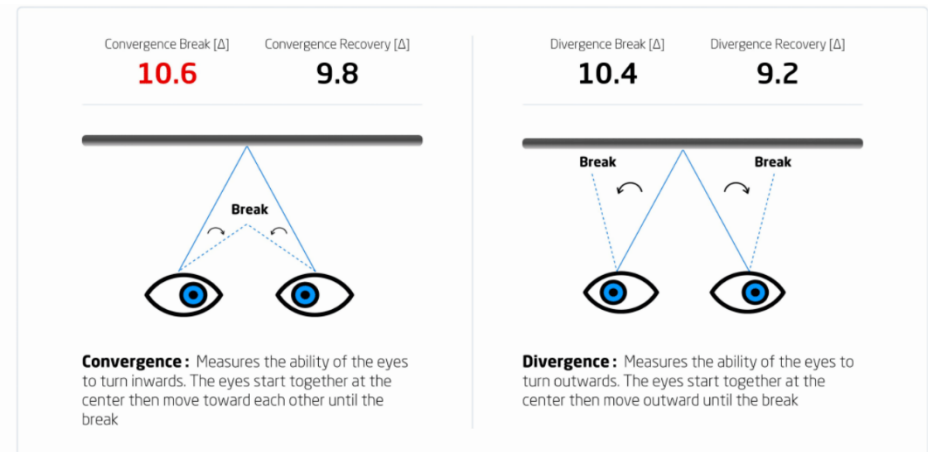 Convergence Break [Δ] Convergence Recovery [Δ]
10.6 9.8
Break
Convergence : Measures the ability of the eyes
to turn inwards. The eyes start together at the
center then move toward each other until the
break
Divergence Break [Δ] Divergence Recovery [Δ]
10.4 9.2
Break Break
Divergence : Measures the ability of the eyes to
turn outwards. The eyes start together at the
center then move outward until the break